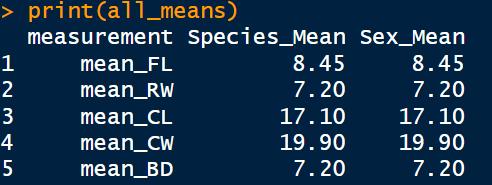 > print(all_means)
  measurement Species_Mean Sex_Mean
1     mean_FL         8.45     8.45
2     mean_RW         7.20     7.20
3     mean_CL        17.10    17.10
4     mean_CW        19.90    19.90
5     mean_BD         7.20     7.20